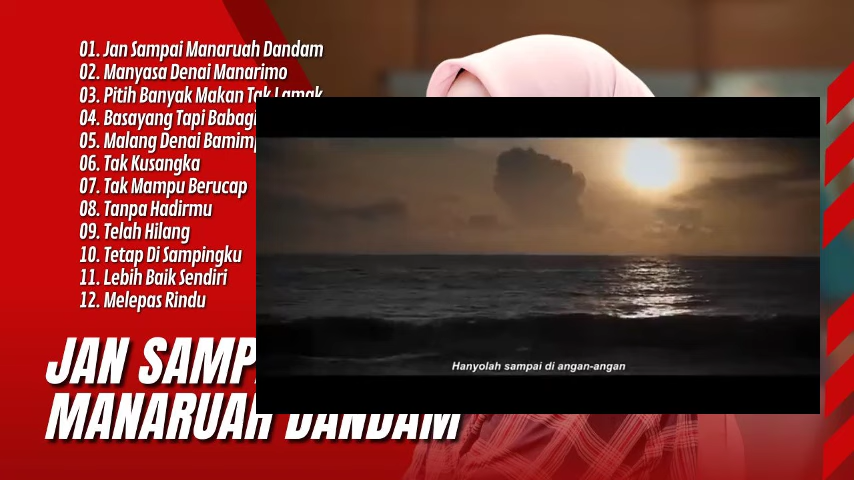 01. Jan Sampai Manaruah Dandam
02. Manyasa Denai Manarimo
03. Pitih Banyak Makan Tak Lamak
04. Basayang Tapi
05. Malang Denai
06. Tak Kusangka
07. Tak Mampu Berucap
08. Tanpa Hadirmu
09. Telah Hilang
10. Tetap Di Sampingku
11. Lebih Baik Sendiri
12. Melepas Rindu
JAN
MANARUAH DANDAM
Hanyolah sampai di angan-angan